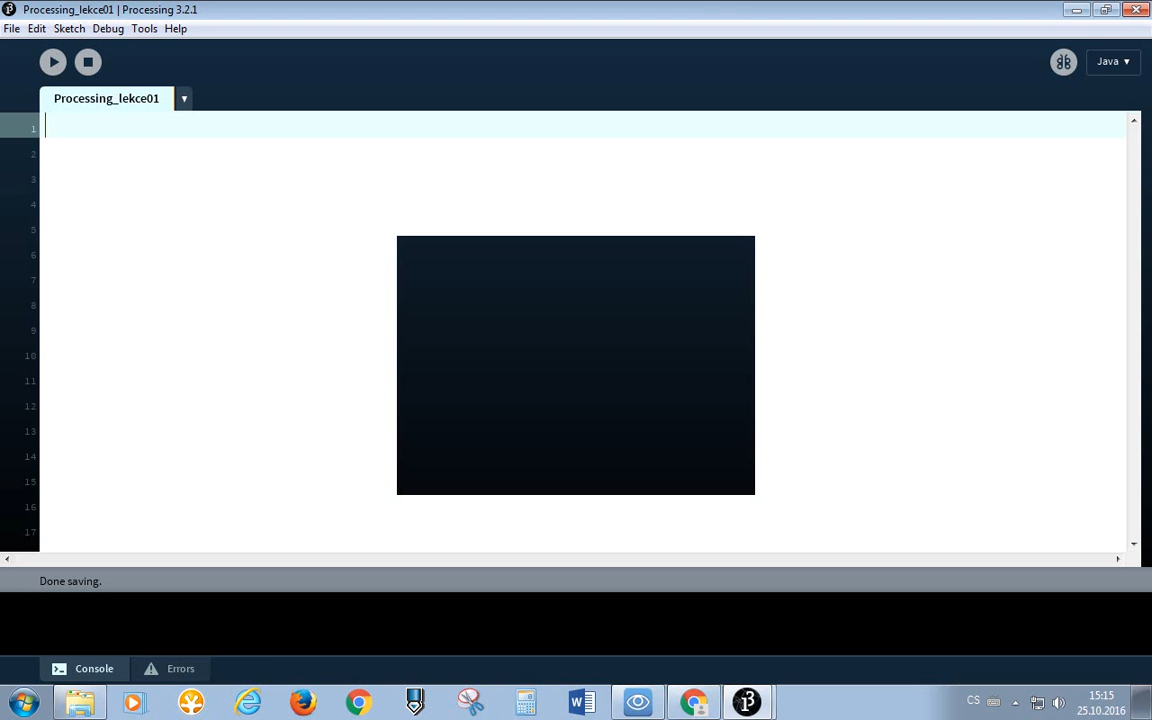 Processing_lekce01 | Processing 3.2.1
File Edit Sketch Debug Tools Help
Java ▾
Processing_lekce01 ▾
1
2
3
4
5
6
7
8
9
10
11
12
13
14
15
16
17
Done saving.
Console Errors
CS 15:15
25.10.2016